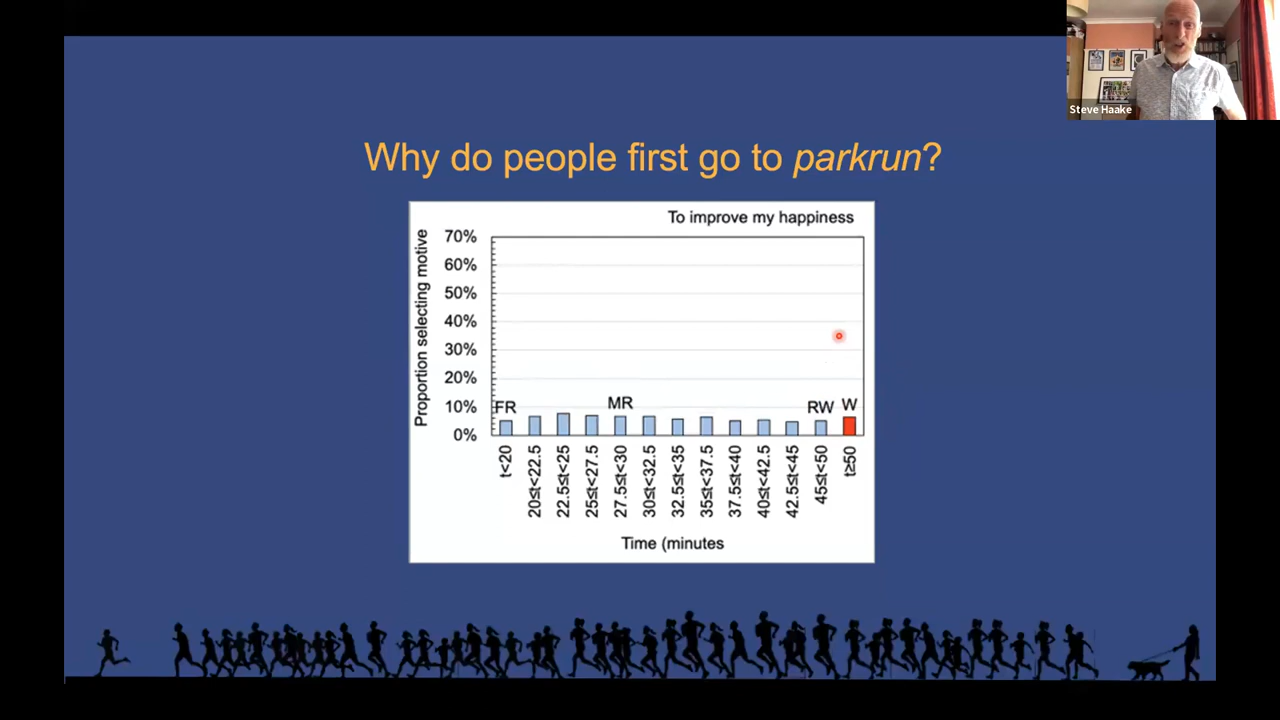 Steve Haake
Why do people first go to parkrun?
To improve my happiness
Proportion selecting motive
70%
60%
50%
40%
30%
20%
10%
0%
FR
MR
RW
W
t<20
20≤t<22.5
22.5≤t<25
25≤t<27.5
27.5≤t<30
30≤t<32.5
32.5≤t<35
35≤t<37.5
37.5≤t<40
40≤t<42.5
42.5≤t<45
45≤t<50
t≥50
Time (minutes